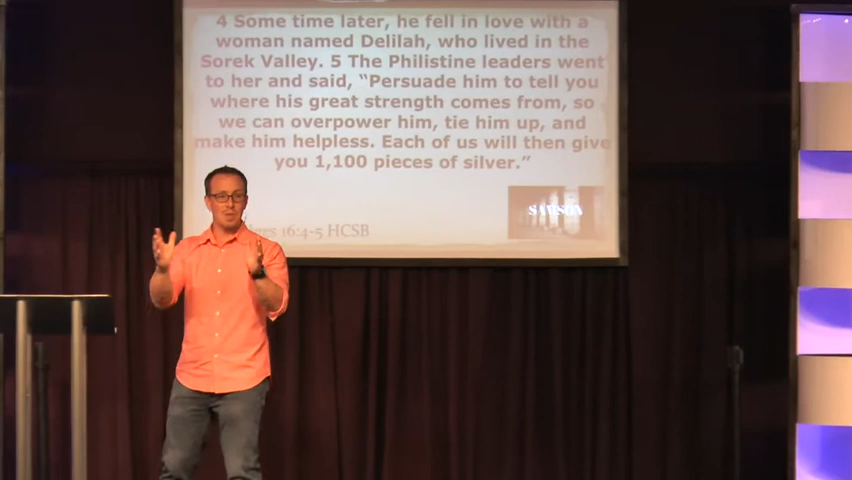 4 Some time later, he fell in love with a
woman named Delilah, who lived in the
Sorek Valley. 5 The Philistine leaders went
to her and said, “Persuade him to tell you
where his great strength comes from, so
we can overpower him, tie him up, and
make him helpless. Each of us will then give
you 1,100 pieces of silver.”
SAMSON
16:4-5 HCSB